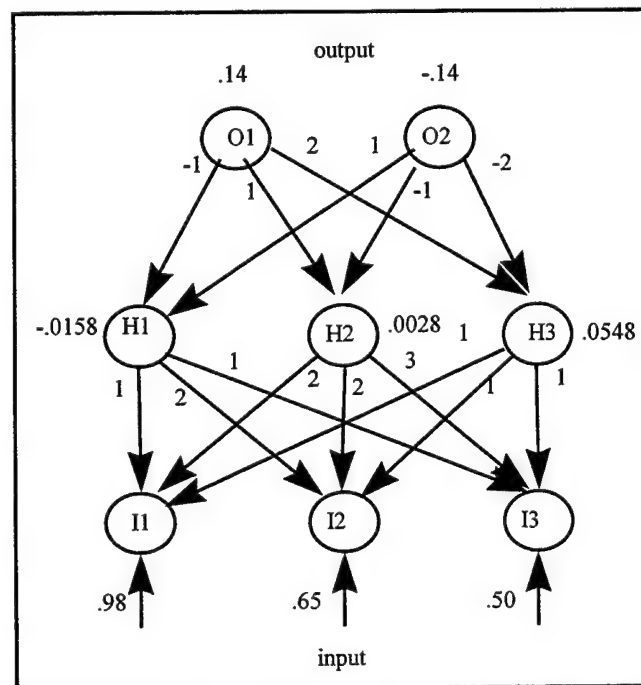 output
.14 -.14
O1 O2
-1 1 2 1 -1 -2
-.0158 H1 H2 .0028 H3 .0548
1 2 1 2 2 3 1 1 1
I1 I2 I3
.98 .65 .50
input